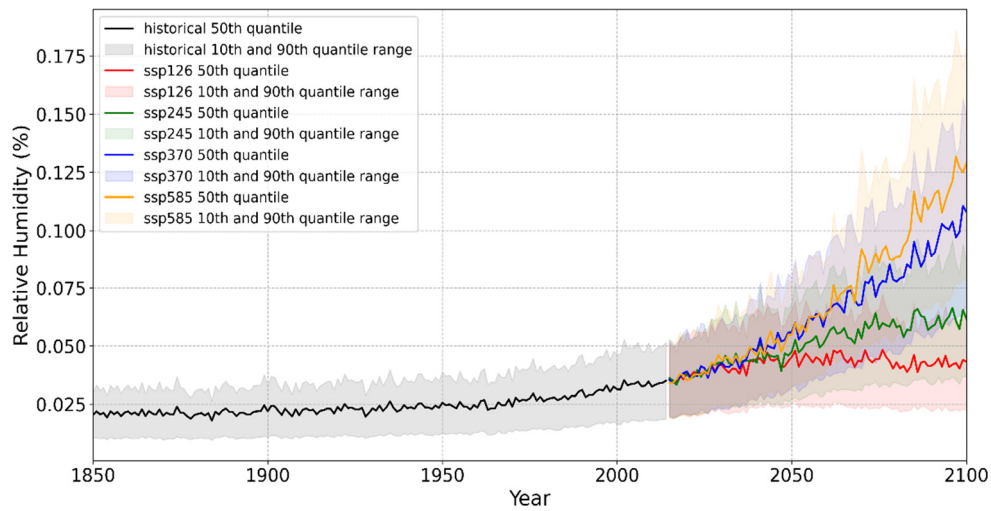 historical 50th quantile
historical 10th and 90th quantile range
ssp126 50th quantile
ssp126 10th and 90th quantile range
ssp245 50th quantile
ssp245 10th and 90th quantile range
ssp370 50th quantile
ssp370 10th and 90th quantile range
ssp585 50th quantile
ssp585 10th and 90th quantile range
Relative Humidity (%)
0.175
0.150
0.125
0.100
0.075
0.050
0.025
1850 1900 1950 2000 2050 2100
Year